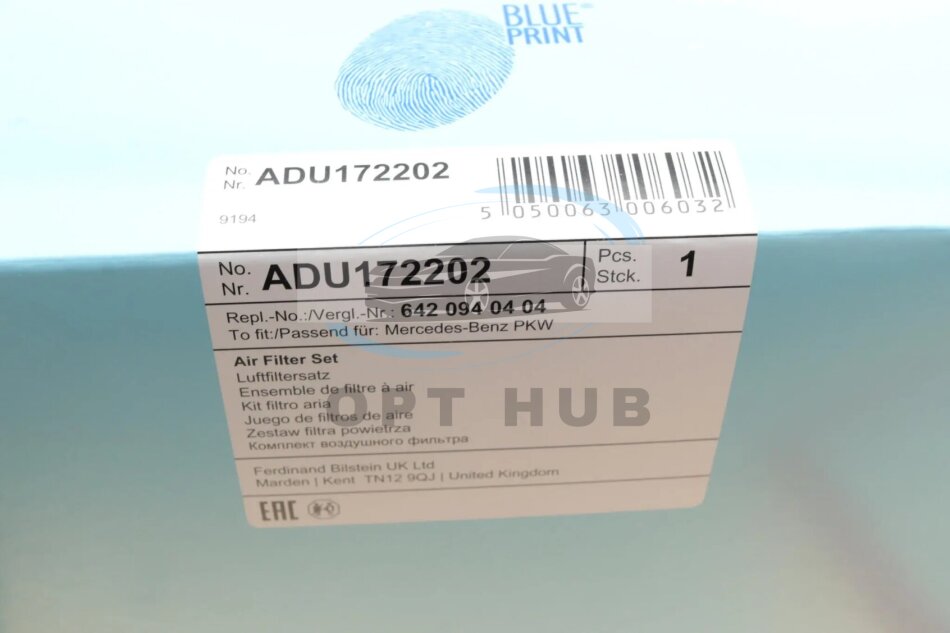 BLUE
PRINT
No.
Nr. ADU172202
5 050063 006032
9194
No.
Nr. ADU172202
Pcs.
Stck. 1
Repl.-No.:/Vergl.-Nr.: 642 094 04 04
To fit:/Passend für: Mercedes-Benz PKW
Air Filter Set
Luftfiltersatz
Ensemble de filtre à air
Kit filtro aria
Juego de filtros de aire
Zestaw filtra powietrza
Комплект воздушного фильтра
OPT HUB
Ferdinand Bilstein UK Ltd
Marden | Kent TN12 9QJ | United Kingdom
EAC